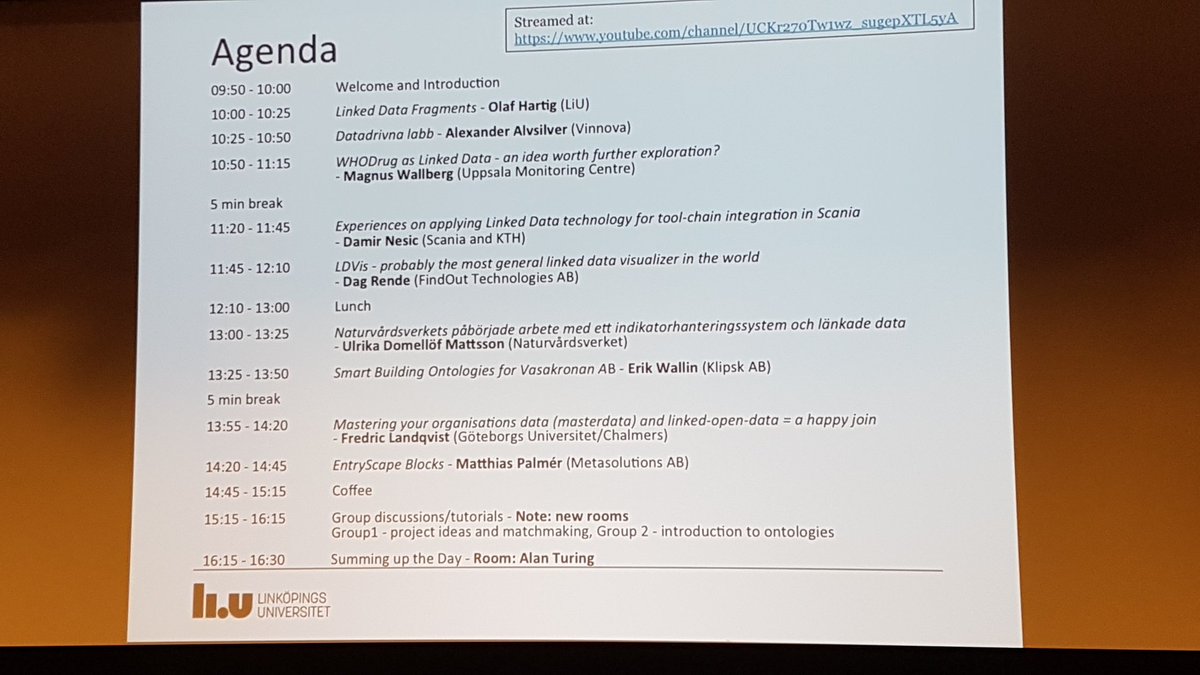 Streamed at:
https://www.youtube.com/channel/UCKr27oTw1wz_sugepXTL5yA
Agenda
09:50 - 10:00 Welcome and Introduction
10:00 - 10:25 Linked Data Fragments - Olaf Hartig (LiU)
10:25 - 10:50 Datadrivna labb - Alexander Alvsilver (Vinnova)
10:50 - 11:15 WHODrug as Linked Data - an idea worth further exploration?
- Magnus Wallberg (Uppsala Monitoring Centre)
5 min break
11:20 - 11:45 Experiences on applying Linked Data technology for tool-chain integration in Scania
- Damir Nesic (Scania and KTH)
11:45 - 12:10 LDVis - probably the most general linked data visualizer in the world
- Dag Rende (FindOut Technologies AB)
12:10 - 13:00 Lunch
13:00 - 13:25 Naturvårdsverkets påbörjade arbete med ett indikatorhanteringssystem och länkade data
- Ulrika Domellöf Mattsson (Naturvårdsverket)
13:25 - 13:50 Smart Building Ontologies for Vasakronan AB - Erik Wallin (Klipsk AB)
5 min break
13:55 - 14:20 Mastering your organisations data (masterdata) and linked-open-data = a happy join
- Fredric Landqvist (Göteborgs Universitet/Chalmers)
14:20 - 14:45 EntryScape Blocks - Matthias Palmér (Metasolutions AB)
14:45 - 15:15 Coffee
15:15 - 16:15 Group discussions/tutorials - Note: new rooms
Group1 - project ideas and matchmaking, Group 2 - introduction to ontologies
16:15 - 16:30 Summing up the Day - Room: Alan Turing
li.u LINKÖPINGS
UNIVERSITET